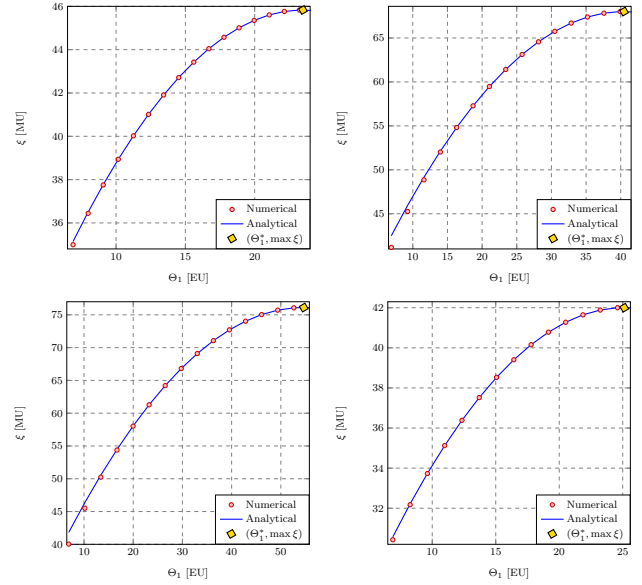 46
44
42
40
38
36
ξ [MU]
10
15
20
Θ₁ [EU]
Numerical
Analytical
(Θ₁*, max ξ)
65
60
55
50
45
ξ [MU]
10
15
20
25
30
35
40
Θ₁ [EU]
Numerical
Analytical
(Θ₁*, max ξ)
75
70
65
60
55
50
45
40
ξ [MU]
10
20
30
40
50
Θ₁ [EU]
Numerical
Analytical
(Θ₁*, max ξ)
42
40
38
36
34
32
ξ [MU]
10
15
20
25
Θ₁ [EU]
Numerical
Analytical
(Θ₁*, max ξ)